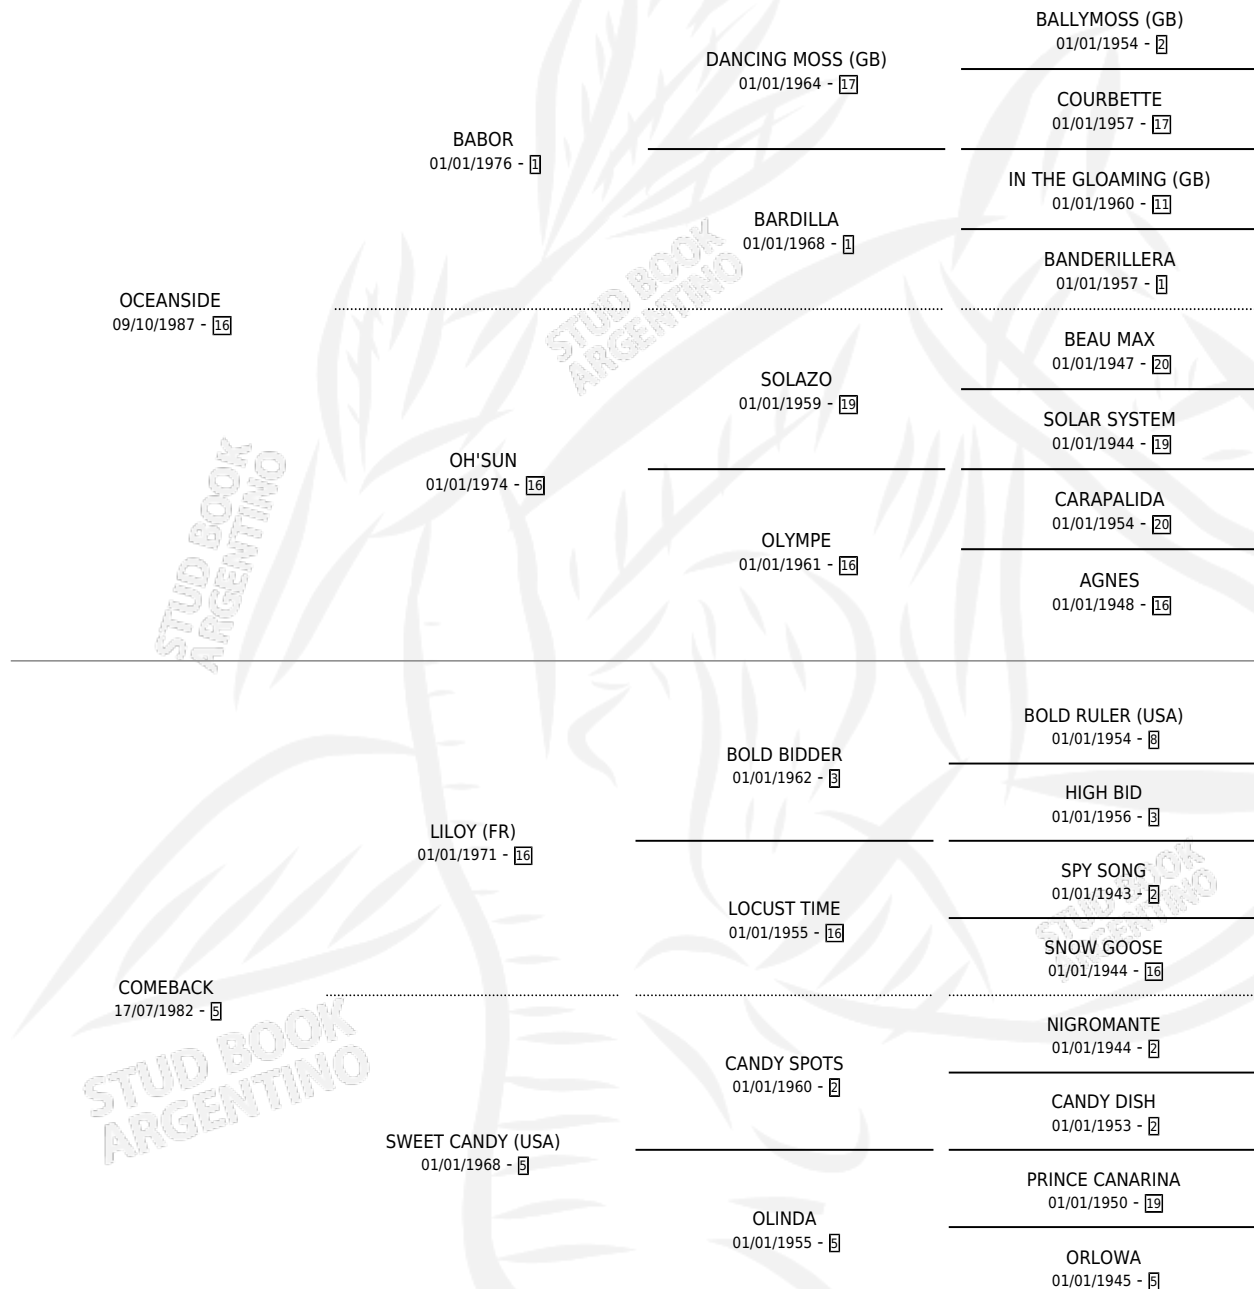 OCEANSIDE
09/10/1987 - 16
BABOR
01/01/1976 - 1
OH'SUN
01/01/1974 - 16
DANCING MOSS (GB)
01/01/1964 - 17
BARDILLA
01/01/1968 - 1
SOLAZO
01/01/1959 - 19
OLYMPE
01/01/1961 - 16
BALLYMOSS (GB)
01/01/1954 - 2
COURBETTE
01/01/1957 - 17
IN THE GLOAMING (GB)
01/01/1960 - 11
BANDERILLERA
01/01/1957 - 1
BEAU MAX
01/01/1947 - 20
SOLAR SYSTEM
01/01/1944 - 19
CARAPALIDA
01/01/1954 - 20
AGNES
01/01/1948 - 16
COMEBACK
17/07/1982 - 5
LILOY (FR)
01/01/1971 - 16
SWEET CANDY (USA)
01/01/1968 - 5
BOLD BIDDER
01/01/1962 - 3
LOCUST TIME
01/01/1955 - 16
CANDY SPOTS
01/01/1960 - 2
OLINDA
01/01/1955 - 5
BOLD RULER (USA)
01/01/1954 - 8
HIGH BID
01/01/1956 - 3
SPY SONG
01/01/1943 - 2
SNOW GOOSE
01/01/1944 - 16
NIGROMANTE
01/01/1944 - 2
CANDY DISH
01/01/1953 - 2
PRINCE CANARINA
01/01/1950 - 19
ORLOWA
01/01/1945 - 5
STUD BOOK
ARGENTINO
STUD BOOK
ARGENTINO
STUD BOOK
ARGENTINO
STUD BOOK
ARGENTINO